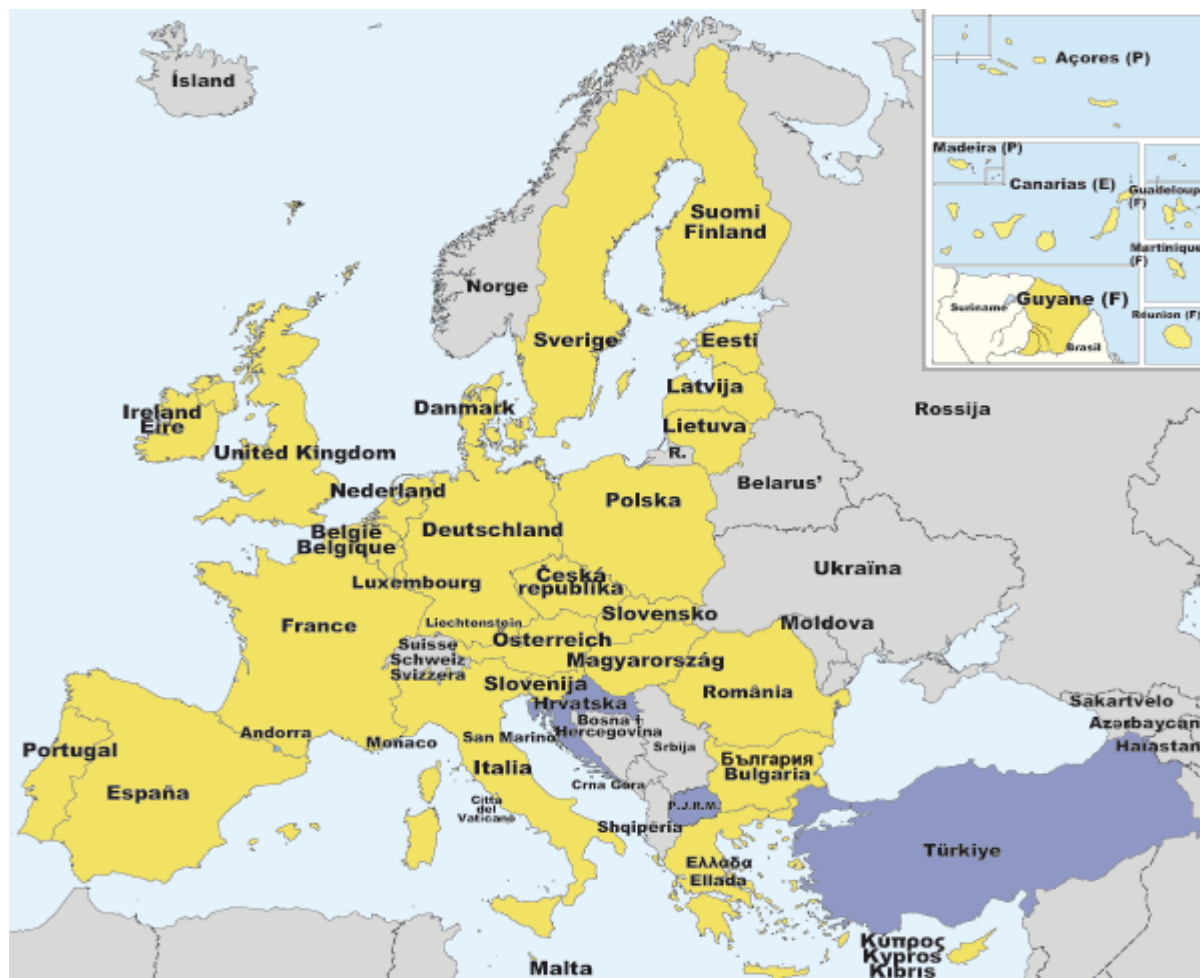 Ísland
Açores (P)
Madeira (P)
Canarias (E)
Guadeloup
(F)
Martinique
(F)
Guyane (F)
Suriname
Brasil
Réunion (F)
Suomi
Finland
Norge
Sverige
Eesti
Latvija
Lietuva
R.
Rossija
Danmark
Ireland
Éire
United Kingdom
Nederland
België
Belgique
Deutschland
Polska
Belarus'
Luxembourg
Česká
republika
Ukraïna
Slovensko
France
Liechtenstein
Österreich
Moldova
Suisse
Schweiz
Svizzera
Magyarország
Slovenija
România
Hrvatska
Bosna i
Hercegovina
Srbija
Sakartvelo
Azərbaycan
Haïastan
Portugal
Andorra
Monaco
San Marino
Italia
España
България
Bulgaria
Crna Gora
P.J.R.M.
Città
del
Vaticano
Shqipëria
Türkiye
Ελλάδα
Ellada
Κύπρος
Kypros
Kıbrıs
Malta